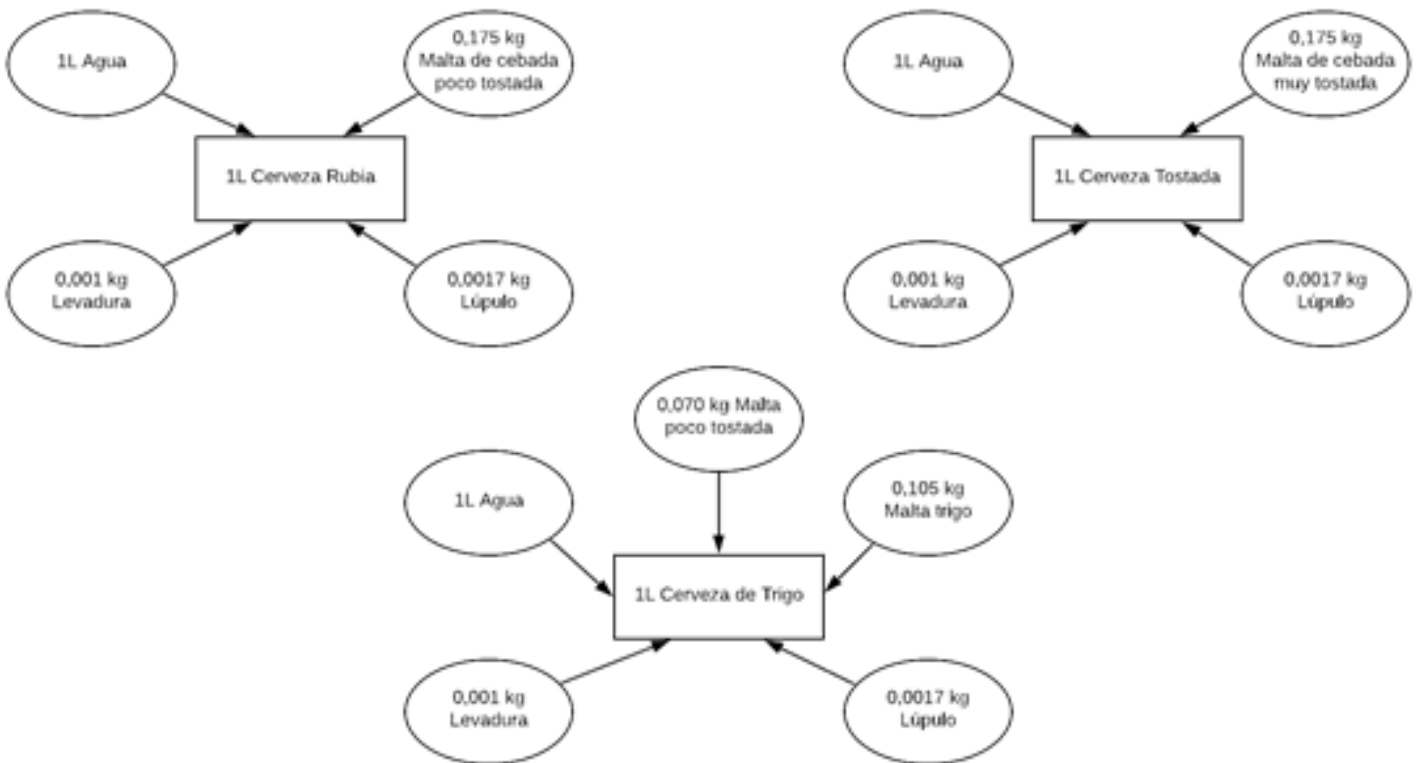 1L Agua
0,175 kg
Malta de cebada
poco tostada
1L Cerveza Rubia
0,001 kg
Levadura
0,0017 kg
Lúpulo
1L Agua
0,175 kg
Malta de cebada
muy tostada
1L Cerveza Tostada
0,001 kg
Levadura
0,0017 kg
Lúpulo
0,070 kg Malta
poco tostada
1L Agua
0,105 kg
Malta trigo
1L Cerveza de Trigo
0,001 kg
Levadura
0,0017 kg
Lúpulo